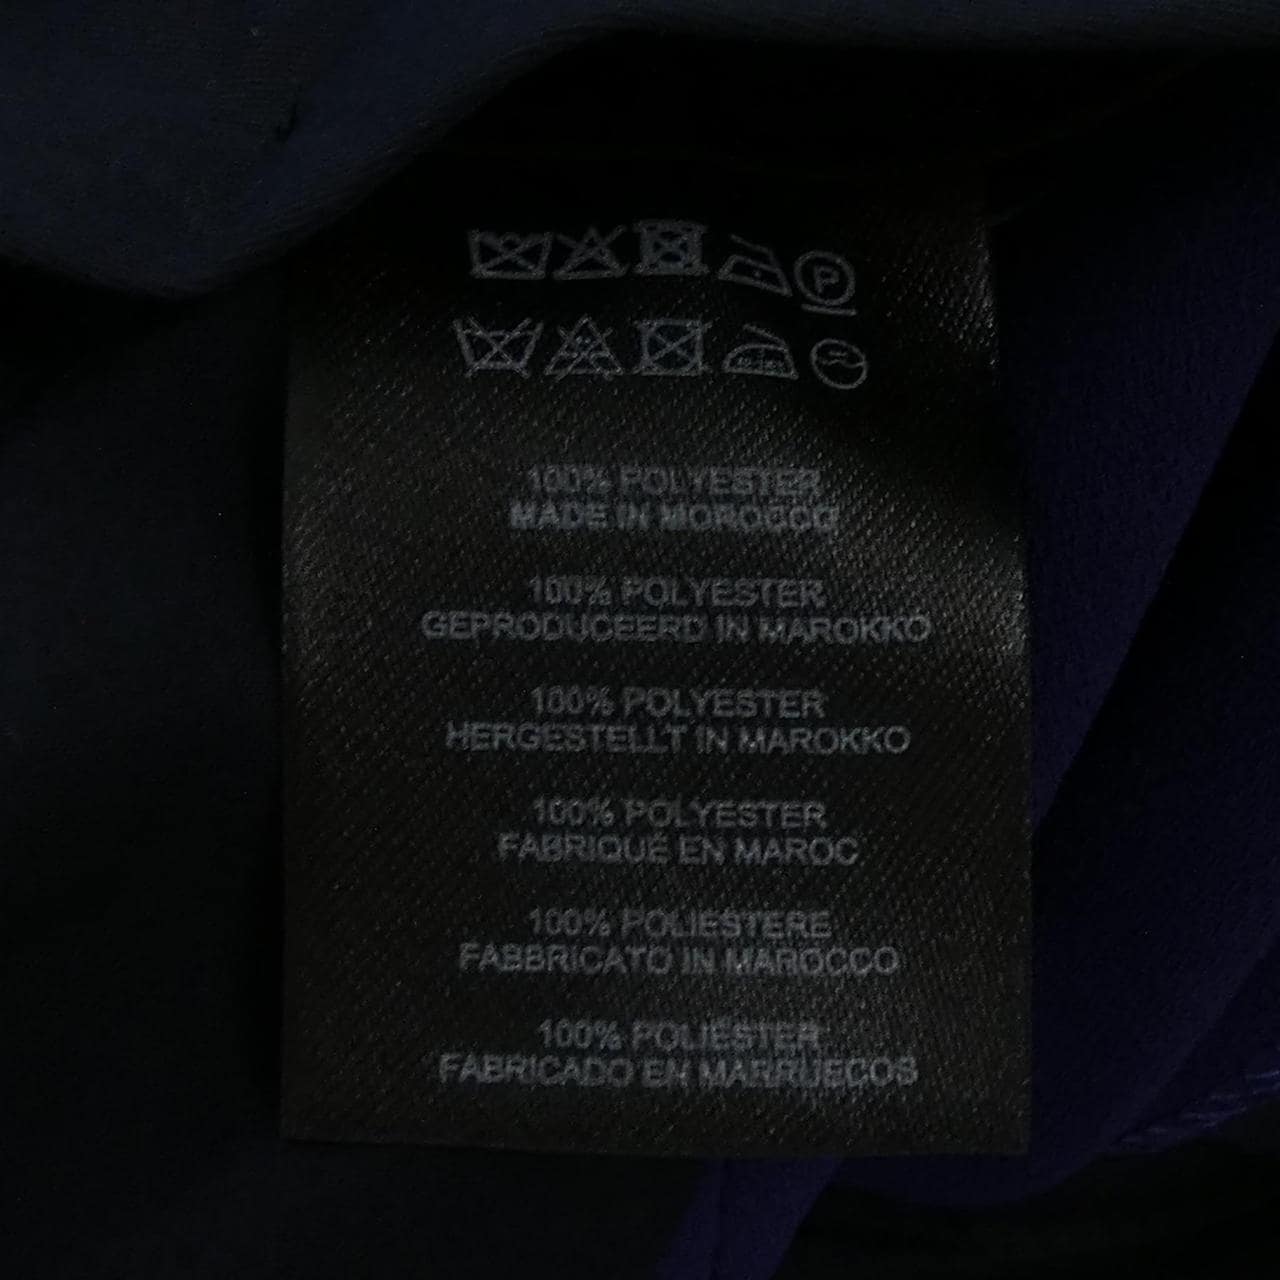 P
100% POLYESTER
MADE IN MOROCCO
100% POLYESTER
GEPRODUCEERD IN MAROKKO
100% POLYESTER
HERGESTELLT IN MAROKKO
100% POLYESTER
FABRIQUÉ EN MAROC
100% POLIESTERE
FABBRICATO IN MAROCCO
100% POLIÉSTER
FABRICADO EN MARRUECOS